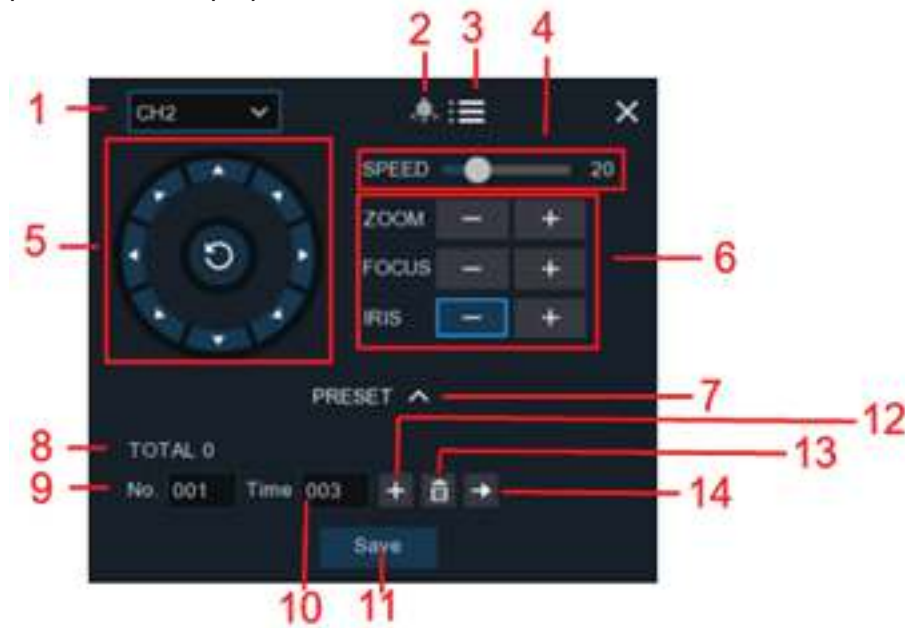 2 3 4
1 CH2
SPEED 20
ZOOM - +
5 FOCUS - + 6
IRIS - +
PRESET 7
12
8 TOTAL 0
13
9 No. 001 Time 003 + 14
Save
10 11